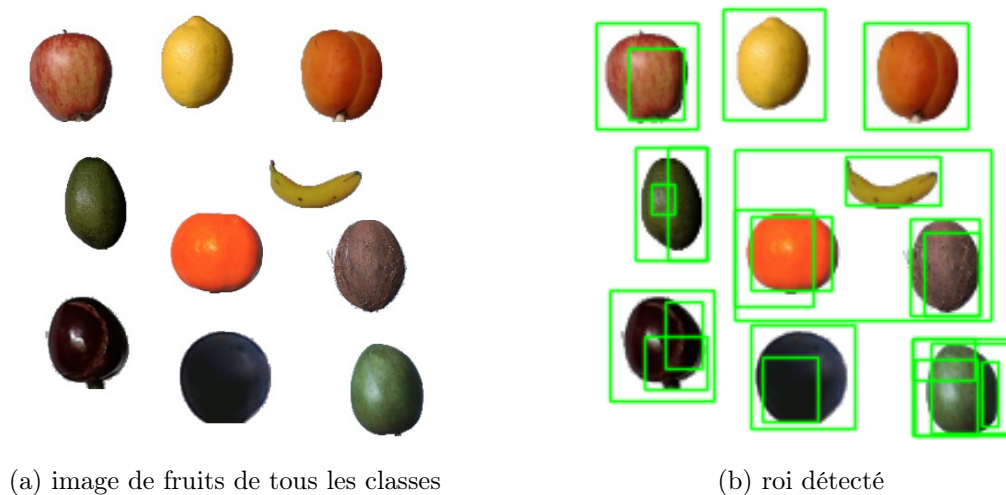 (a) image de fruits de tous les classes
(b) roi détecté